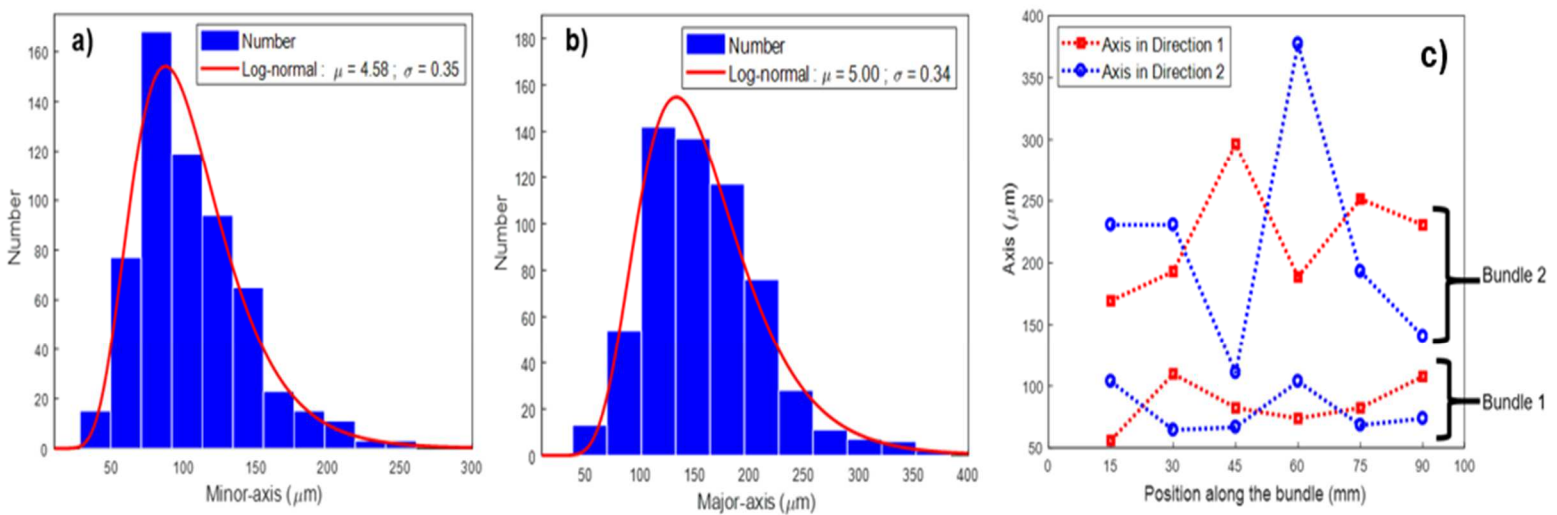 a)
Number
Log-normal : μ = 4.58 ; σ = 0.35
160
140
120
100
80
60
40
20
0
Number
50 100 150 200 250 300
Minor-axis (μm)
b)
Number
Log-normal : μ = 5.00 ; σ = 0.34
180
160
140
120
100
80
60
40
20
0
Number
50 100 150 200 250 300 350 400
Major-axis (μm)
c)
Axis in Direction 1
Axis in Direction 2
400
350
300
250
200
150
100
50
Axis (μm)
0 15 30 45 60 75 90 100
Position along the bundle (mm)
Bundle 2
Bundle 1